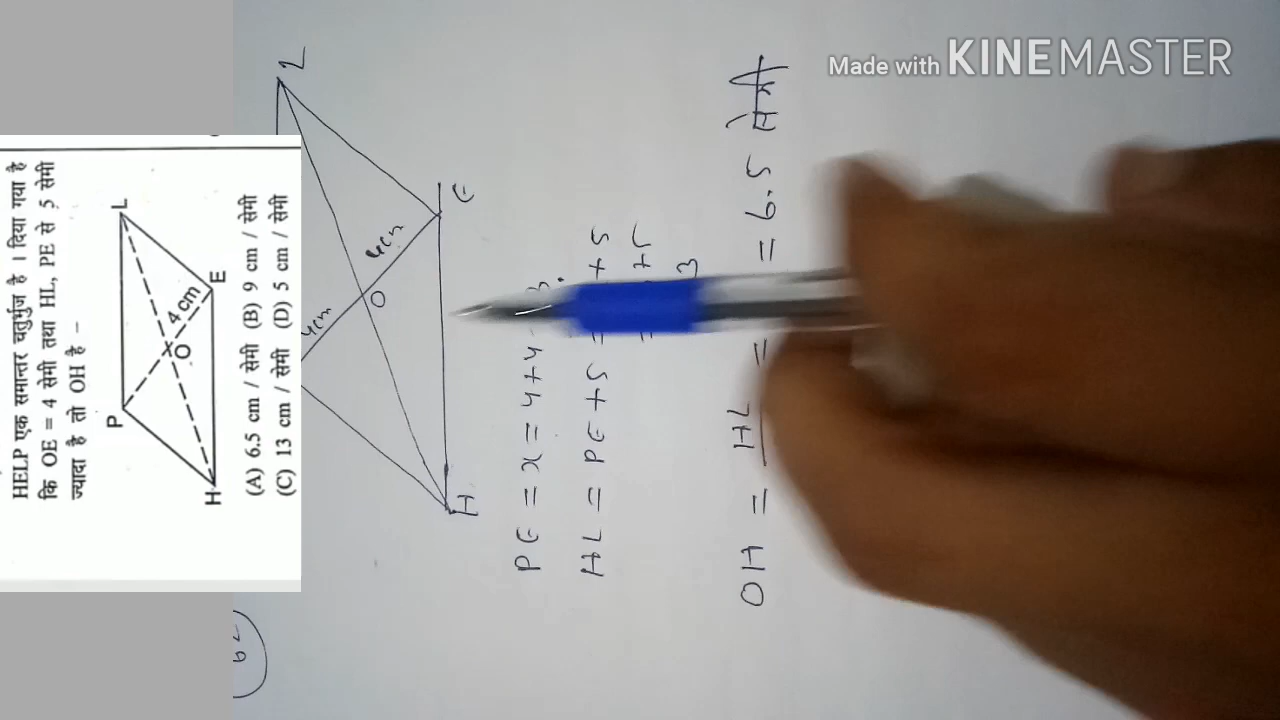 Made with KINEMASTER
HELP एक समान्तर चतुर्भुज है । दिया गया है
कि OE = 4 सेमी तथा HL, PE से 5 सेमी
ज्यादा है तो OH है –
P
L
4 cm
O
H
E
(A) 6.5 cm / सेमी (B) 9 cm / सेमी
(C) 13 cm / सेमी (D) 5 cm / सेमी
L
4cm
E
4cm
O
H
PE = x = 4+4
HL = PE + 5 = + 5
OH = HL = = 6.5 सेमी